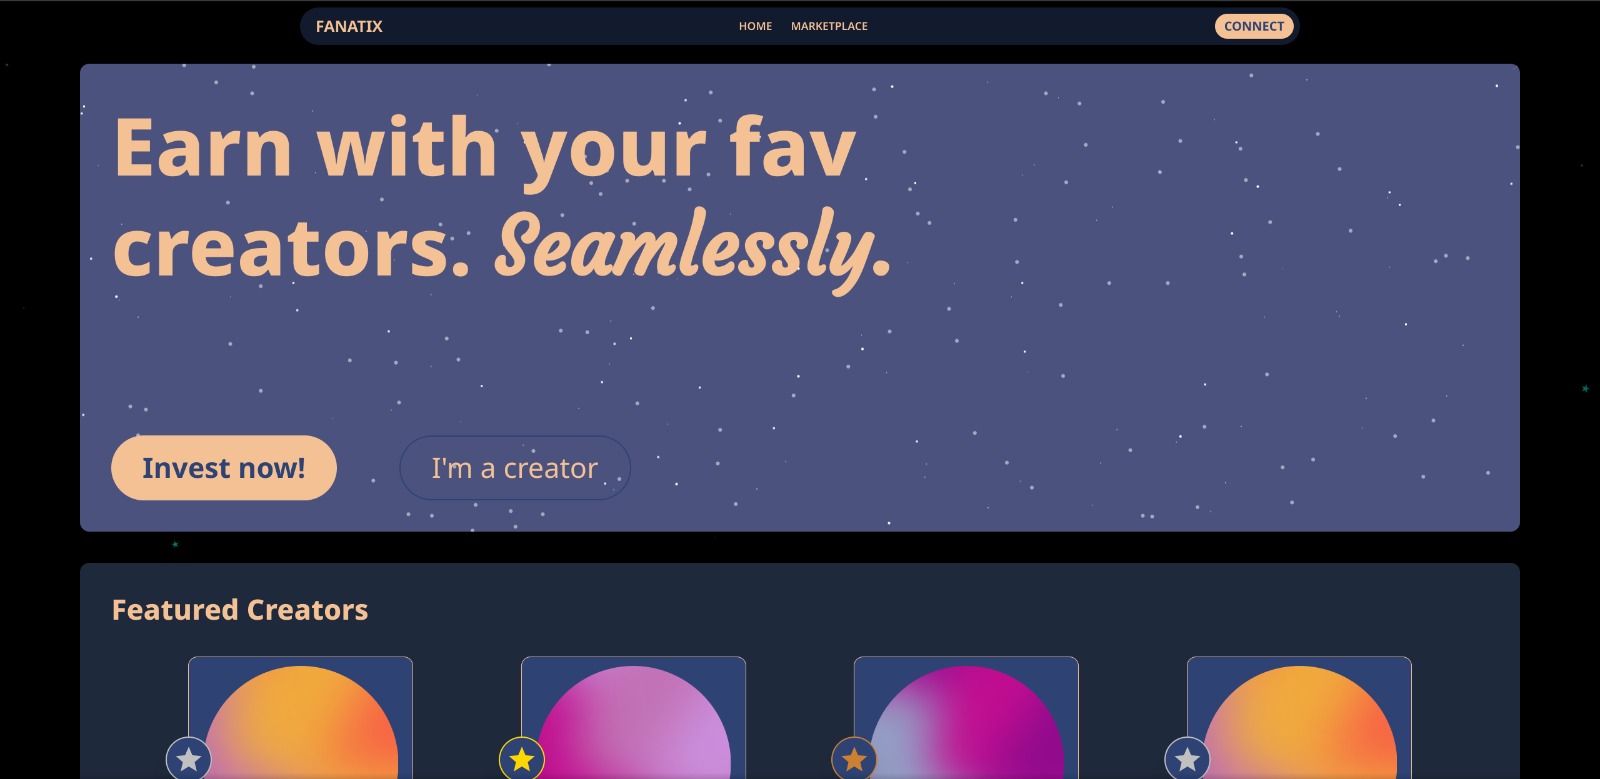 FANATIX
HOME
MARKETPLACE
CONNECT
Earn with your fav
creators. Seamlessly.
Invest now!
I'm a creator
Featured Creators